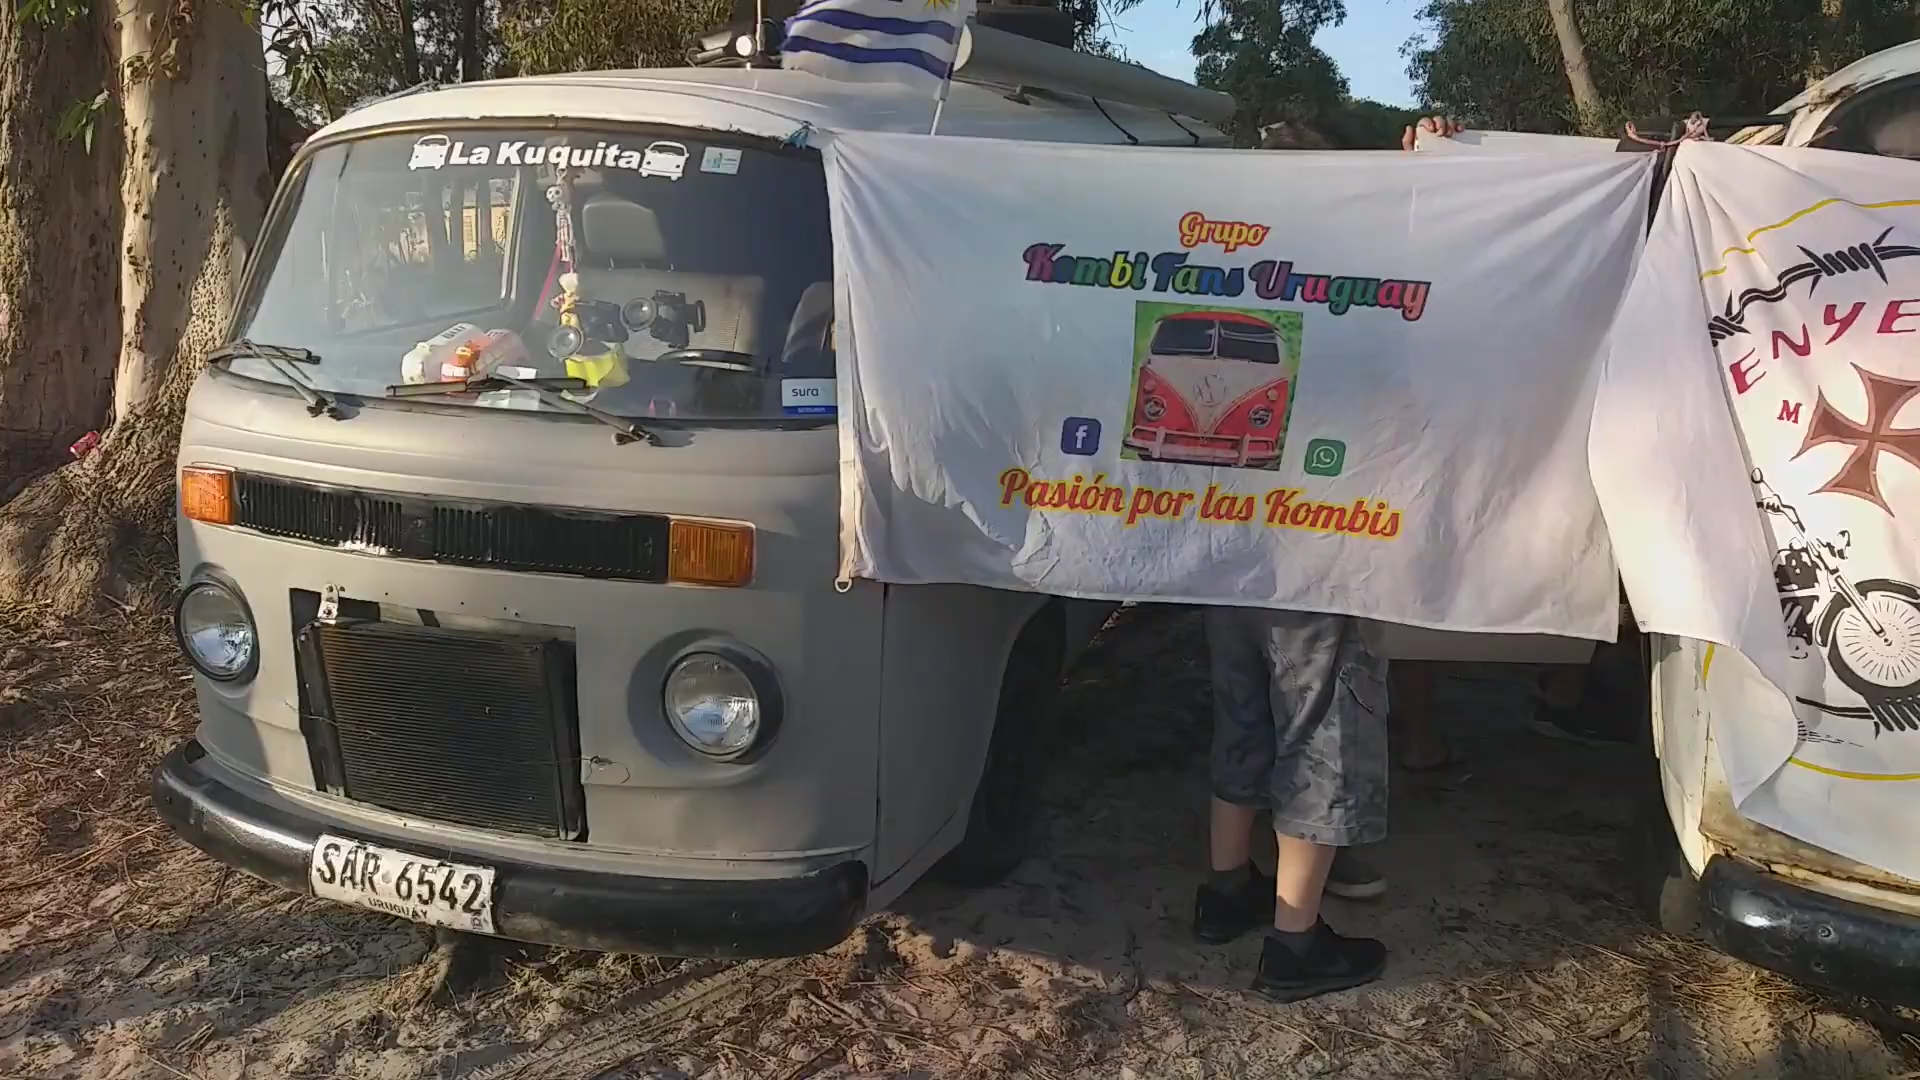 La Kuquita
sura
Grupo
Kombi Fans Uruguay
f
Pasión por las Kombis
ENYE
M
SAR 6542
URUGUAY